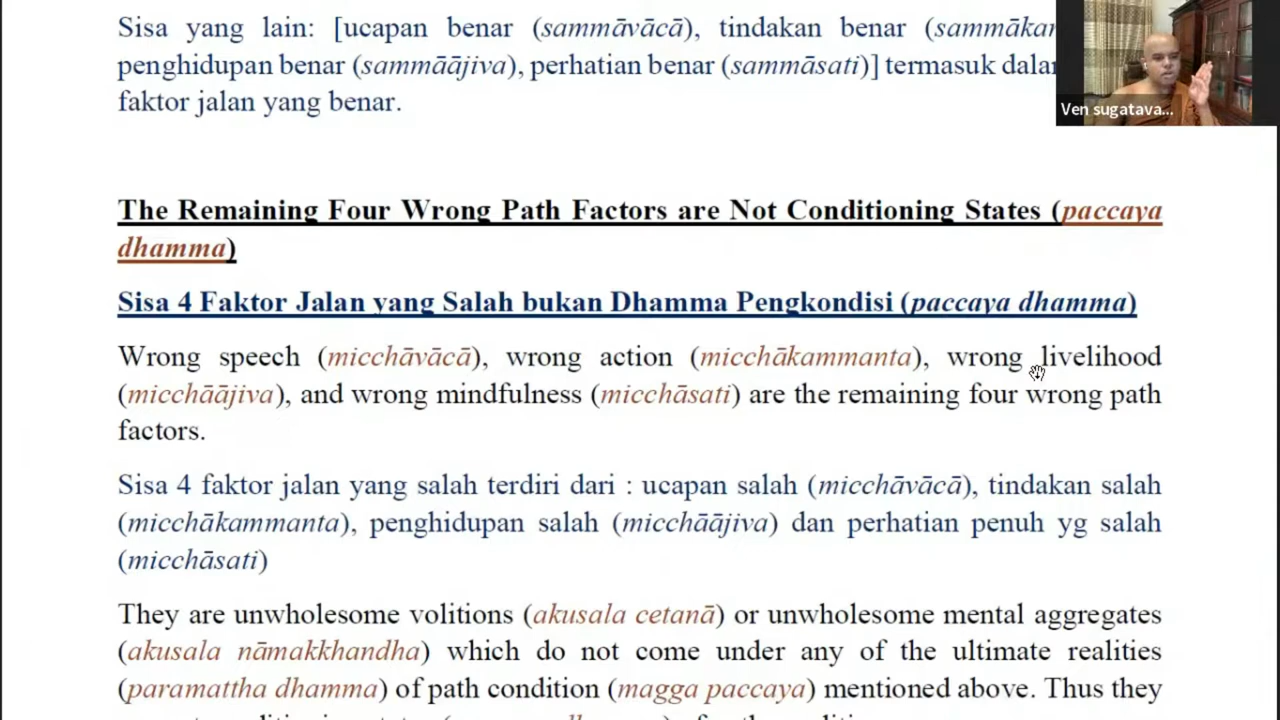 Sisa yang lain: [ucapan benar (sammāvācā), tindakan benar
penghidupan benar (sammāājiva), perhatian benar (sammāsati)] termasuk
faktor jalan yang benar.
Ven sugatava...
The Remaining Four Wrong Path Factors are Not Conditioning States (paccaya
dhamma)
Sisa 4 Faktor Jalan yang Salah bukan Dhamma Pengkondisi (paccaya dhamma)
Wrong speech (micchāvācā), wrong action (micchākammanta), wrong livelihood
(micchāājiva), and wrong mindfulness (micchāsati) are the remaining four wrong path
factors.
Sisa 4 faktor jalan yang salah terdiri dari : ucapan salah (micchāvācā), tindakan salah
(micchākammanta), penghidupan salah (micchāājiva) dan perhatian penuh yg salah
(micchāsati)
They are unwholesome volitions (akusala cetanā) or unwholesome mental aggregates
(akusala nāmakkhandha) which do not come under any of the ultimate realities
(paramattha dhamma) of path condition (magga paccaya) mentioned above. Thus they